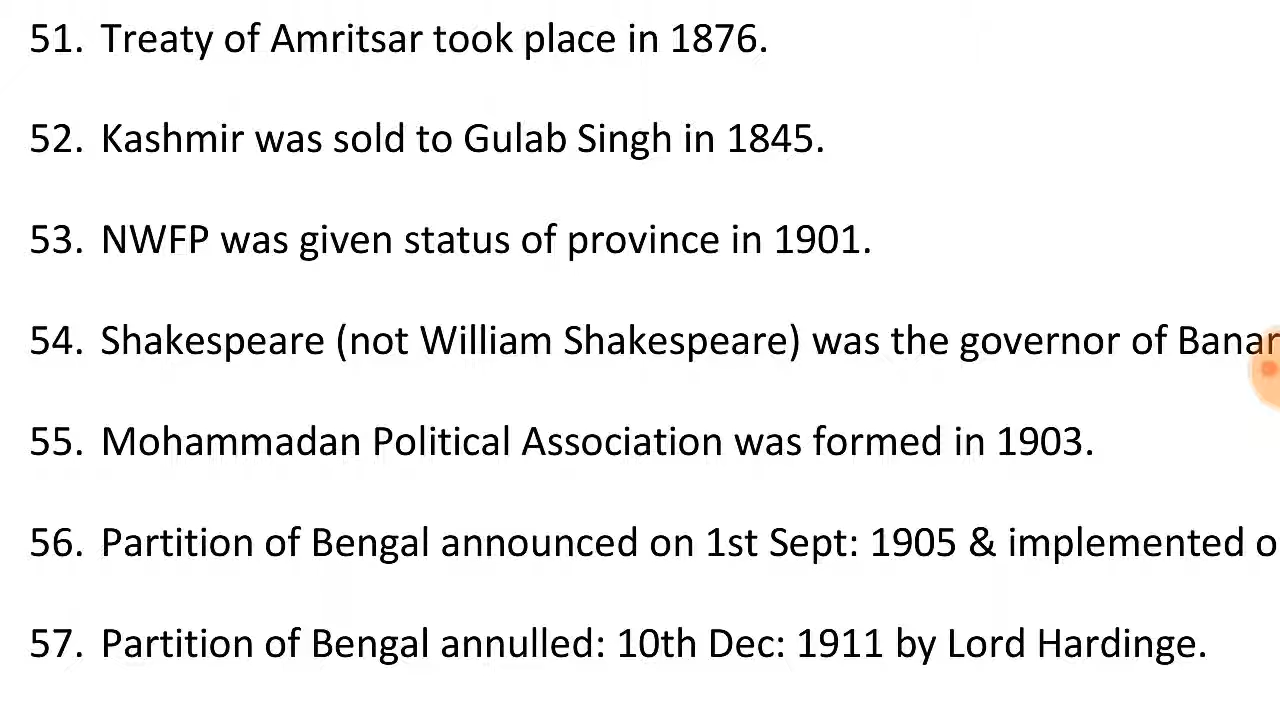 51. Treaty of Amritsar took place in 1876.
52. Kashmir was sold to Gulab Singh in 1845.
53. NWFP was given status of province in 1901.
54. Shakespeare (not William Shakespeare) was the governor of
55. Mohammadan Political Association was formed in 1903.
56. Partition of Bengal announced on 1st Sept: 1905 & implemented
57. Partition of Bengal annulled: 10th Dec: 1911 by Lord Hardinge.